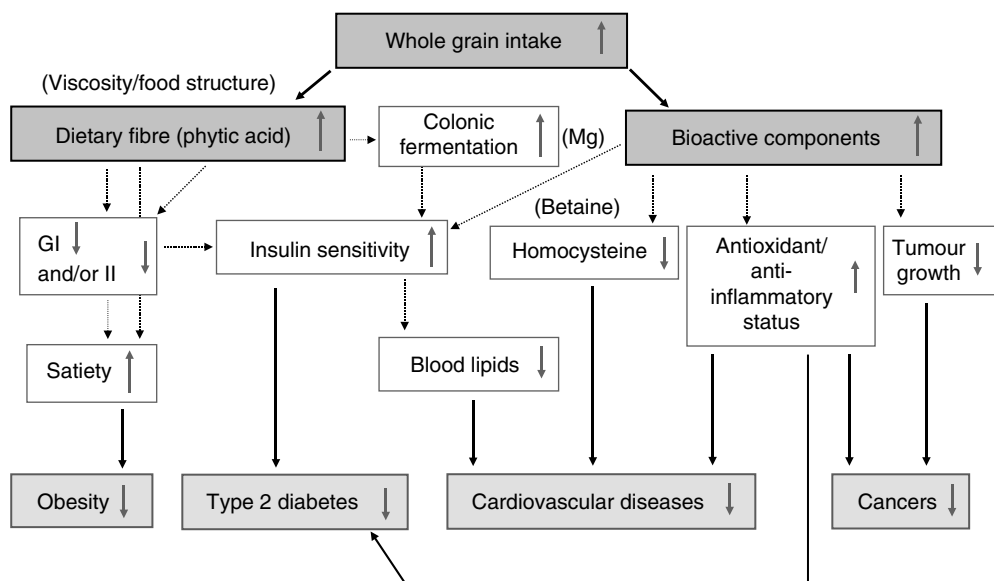 Whole grain intake
(Viscosity/food structure)
Dietary fibre (phytic acid)
Colonic
fermentation
(Mg)
Bioactive components
GI
and/or II
Insulin sensitivity
(Betaine)
Homocysteine
Antioxidant/
anti-
inflammatory
status
Tumour
growth
Satiety
Blood lipids
Obesity
Type 2 diabetes
Cardiovascular diseases
Cancers